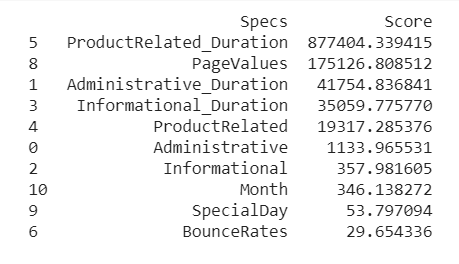 Specs Score
5 ProductRelated_Duration 877404.339415
8 PageValues 175126.808512
1 Administrative_Duration 41754.836841
3 Informational_Duration 35059.775770
4 ProductRelated 19317.285376
0 Administrative 1133.965531
2 Informational 357.981605
10 Month 346.138272
9 SpecialDay 53.797094
6 BounceRates 29.654336